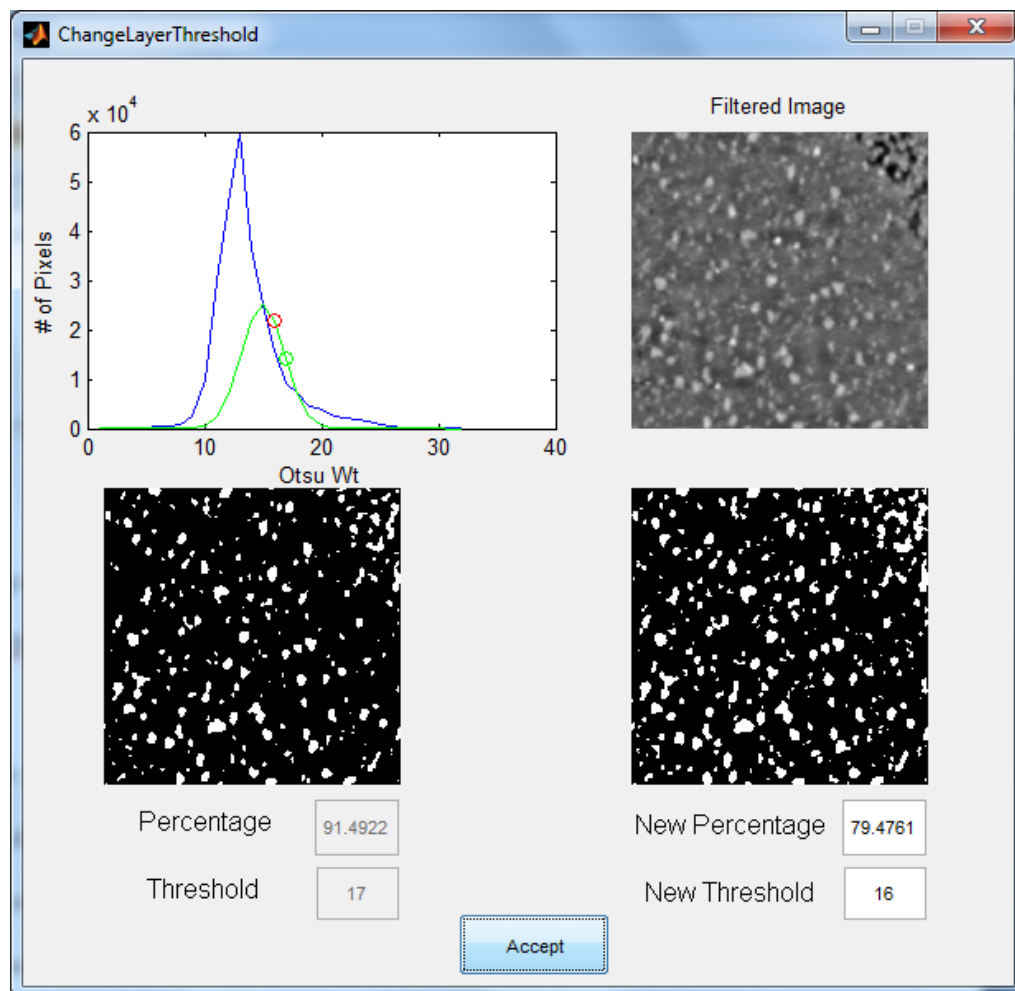 ChangeLayerThreshold
x 10^4
Filtered Image
6
5
4
3
2
1
0
# of Pixels
0 10 20 30 40
Otsu Wt
Percentage 91.4922
New Percentage 79.4761
Threshold 17
New Threshold 16
Accept